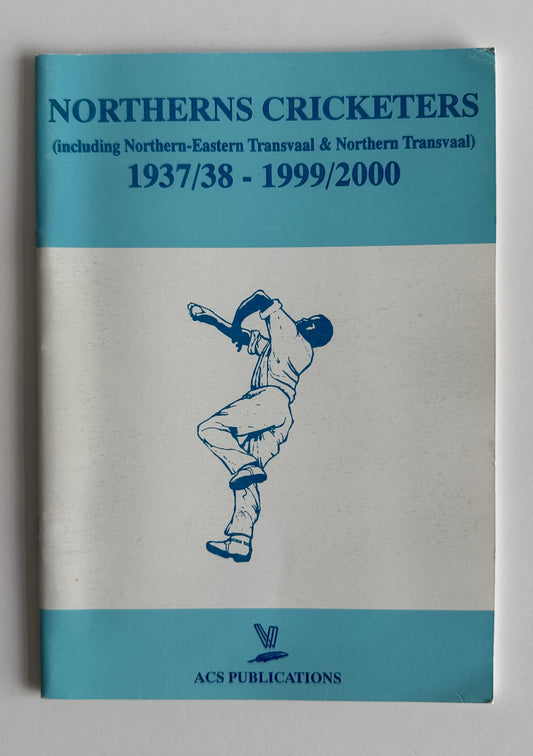 NORTHERNS CRICKETERS
(including Northern-Eastern Transvaal & Northern Transvaal)
1937/38 - 1999/2000
ACS PUBLICATIONS